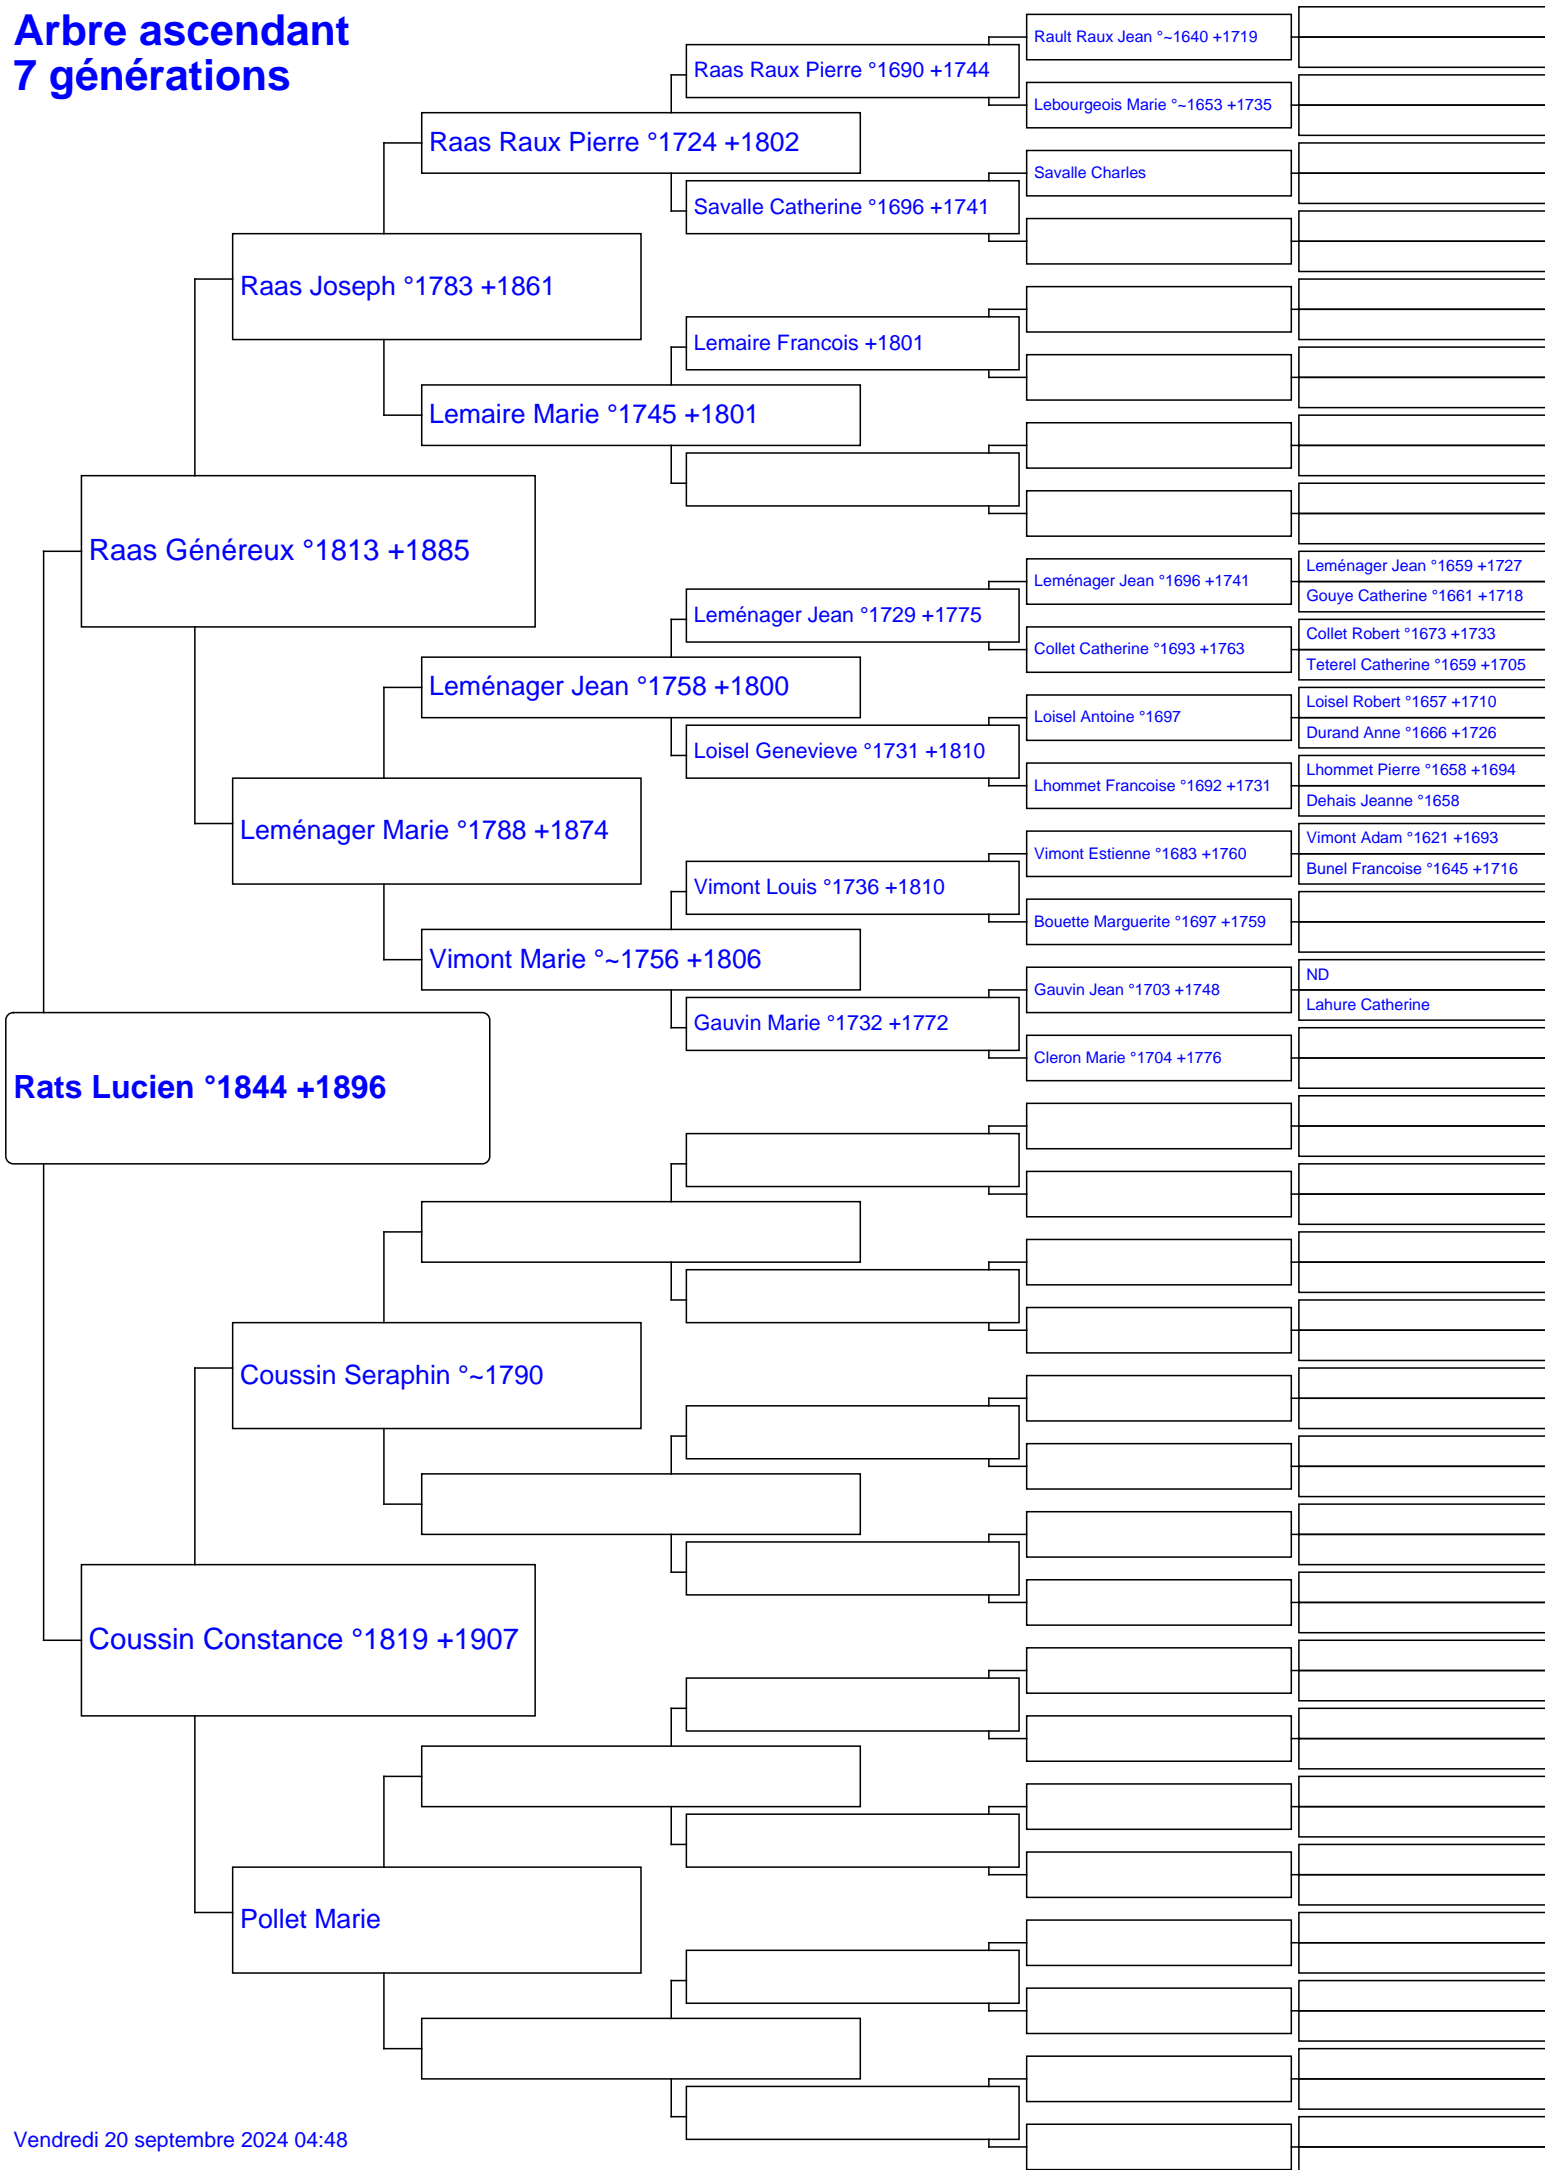 Arbre ascendant
7 générations
Rault Raux Jean °~1640 +1719
Raas Raux Pierre °1690 +1744
Lebourgeois Marie °~1653 +1735
Raas Raux Pierre °1724 +1802
Savalle Charles
Savalle Catherine °1696 +1741
Raas Joseph °1783 +1861
Lemaire Francois +1801
Lemaire Marie °1745 +1801
Raas Généreux °1813 +1885
Leménager Jean °1659 +1727
Leménager Jean °1696 +1741
Gouye Catherine °1661 +1718
Leménager Jean °1729 +1775
Collet Robert °1673 +1733
Collet Catherine °1693 +1763
Teterel Catherine °1659 +1705
Leménager Jean °1758 +1800
Loisel Robert °1657 +1710
Loisel Antoine °1697
Durand Anne °1666 +1726
Loisel Genevieve °1731 +1810
Lhommet Pierre °1658 +1694
Lhommet Francoise °1692 +1731
Dehais Jeanne °1658
Leménager Marie °1788 +1874
Vimont Adam °1621 +1693
Vimont Estienne °1683 +1760
Bunel Francoise °1645 +1716
Vimont Louis °1736 +1810
Bouette Marguerite °1697 +1759
Vimont Marie °~1756 +1806
ND
Gauvin Jean °1703 +1748
Lahure Catherine
Gauvin Marie °1732 +1772
Cleron Marie °1704 +1776
Rats Lucien °1844 +1896
Coussin Seraphin °~1790
Coussin Constance °1819 +1907
Pollet Marie
Vendredi 20 septembre 2024 04:48